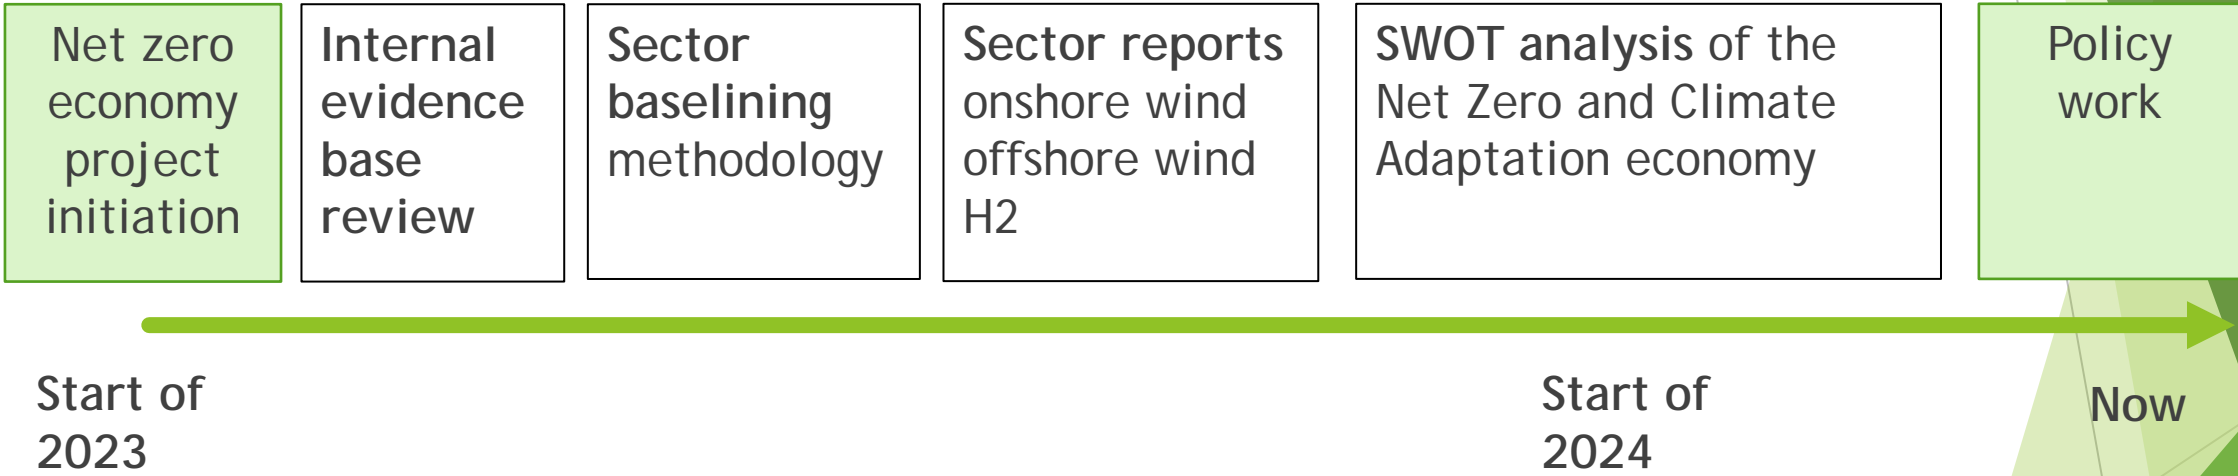 Net zero
economy
project
initiation
Internal
evidence
base
review
Sector
baselining
methodology
Sector reports
onshore wind
offshore wind
H2
SWOT analysis of the
Net Zero and Climate
Adaptation economy
Policy
work
Start of
2023
Start of
2024
Now